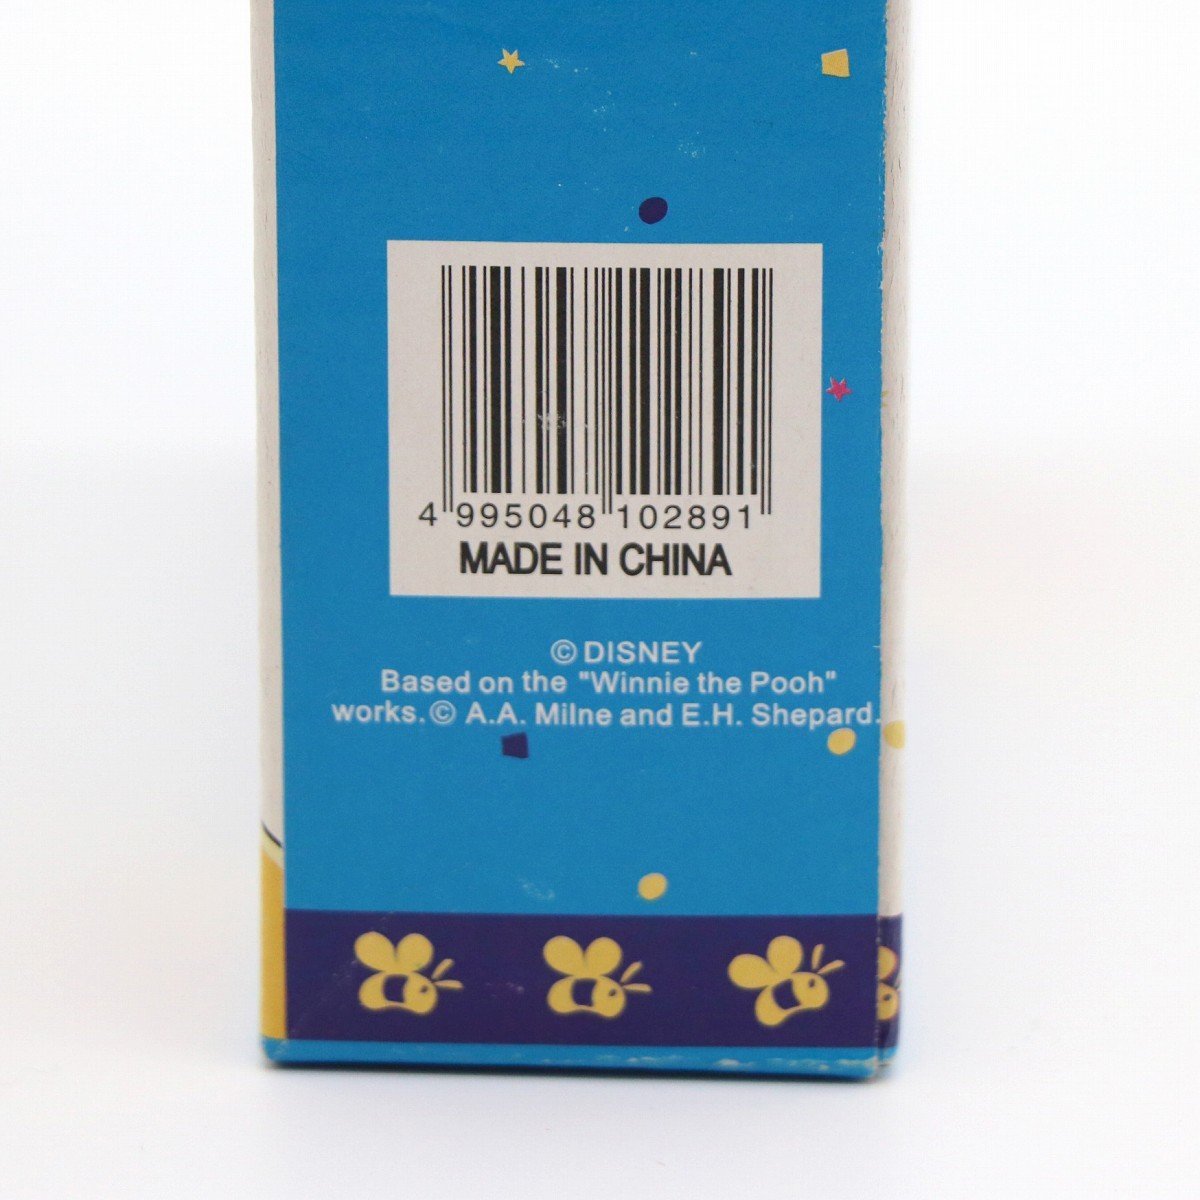 4 995048 102891
MADE IN CHINA
© DISNEY
Based on the "Winnie the Pooh"
works. © A.A. Milne and E.H. Shepard.